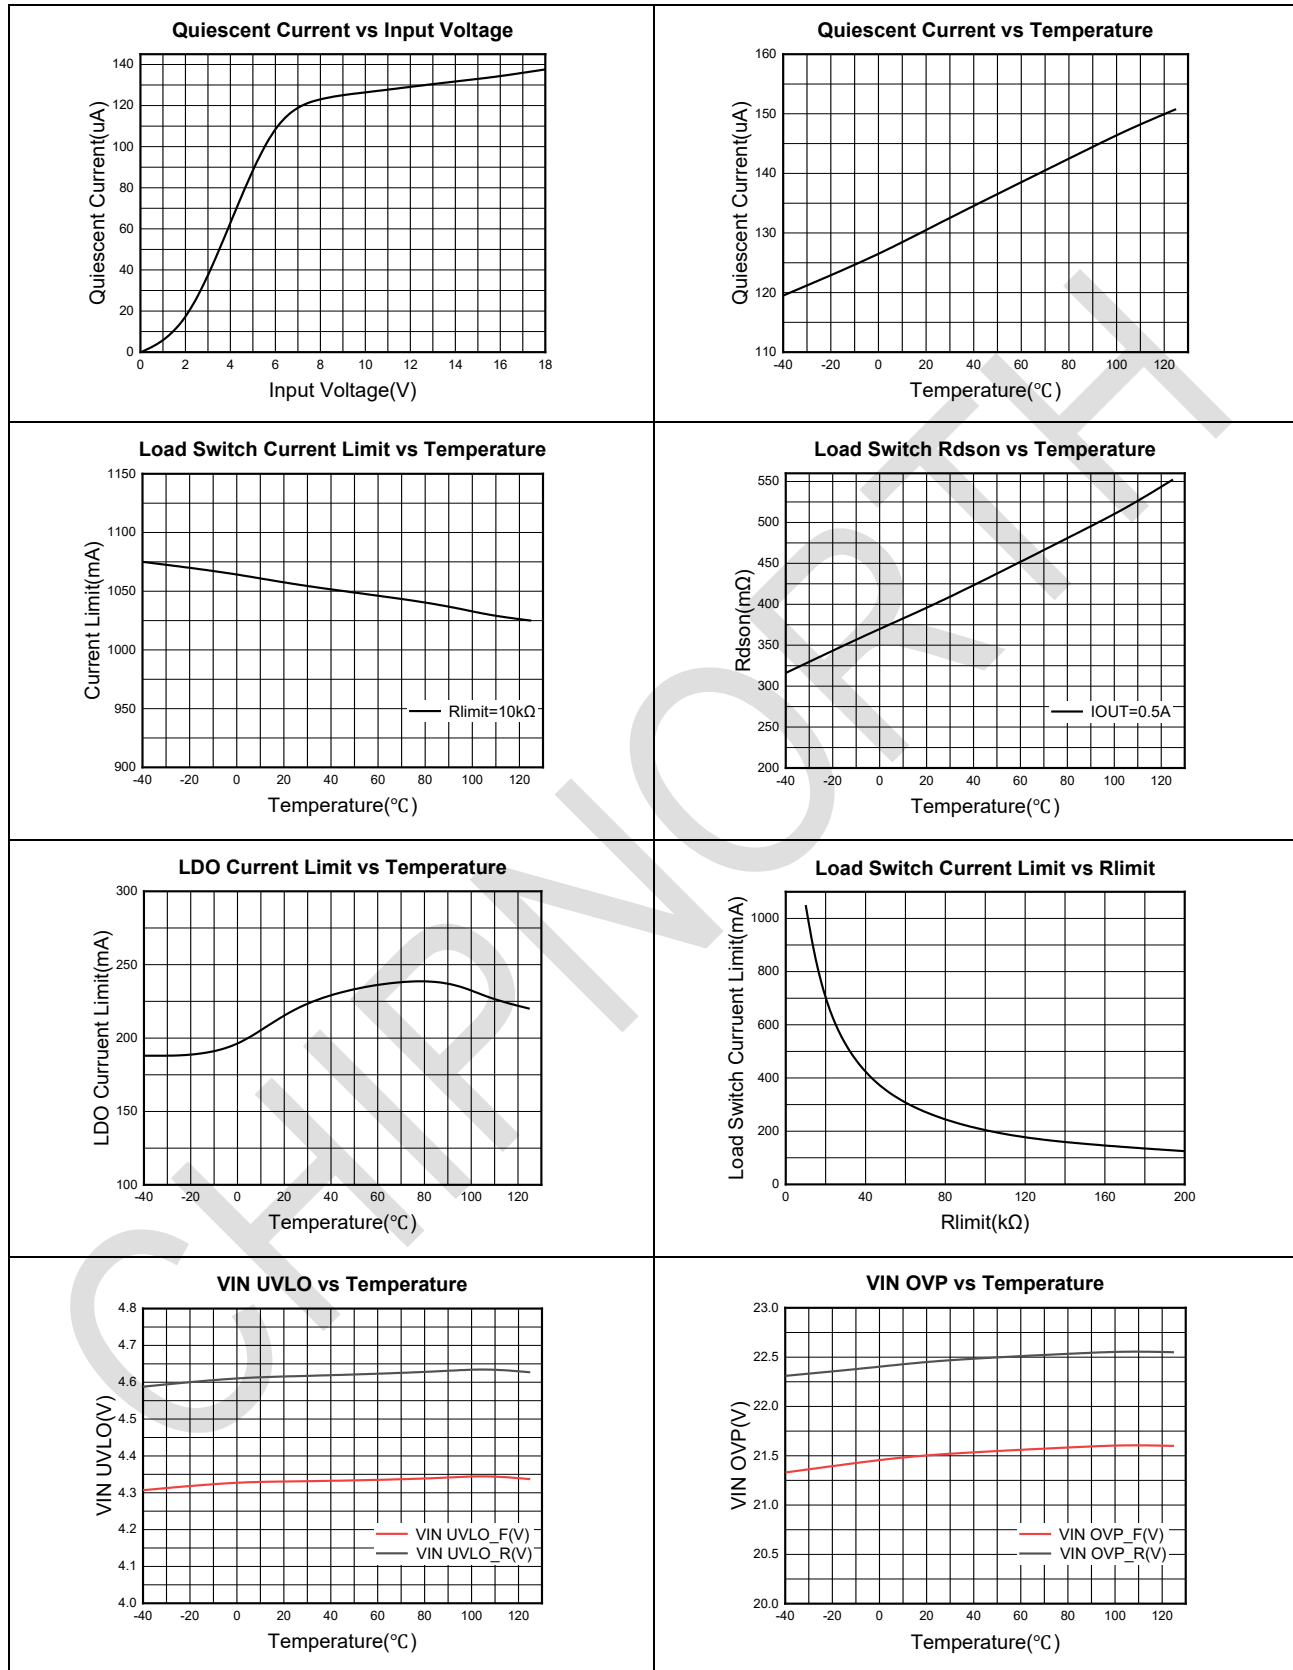 Quiescent Current vs Input Voltage
Quiescent Current(uA)
140
120
100
80
60
40
20
0
0 2 4 6 8 10 12 14 16 18
Input Voltage(V)
Quiescent Current vs Temperature
Quiescent Current(uA)
160
150
140
130
120
110
-40 -20 0 20 40 60 80 100 120
Temperature(℃)
Load Switch Current Limit vs Temperature
Current Limit(mA)
1150
1100
1050
1000
950
900
Rlimit=10kΩ
-40 -20 0 20 40 60 80 100 120
Temperature(℃)
Load Switch Rdson vs Temperature
Rdson(mΩ)
550
500
450
400
350
300
250
200
IOUT=0.5A
-40 -20 0 20 40 60 80 100 120
Temperature(℃)
LDO Current Limit vs Temperature
LDO Curruent Limit(mA)
300
250
200
150
100
-40 -20 0 20 40 60 80 100 120
Temperature(℃)
Load Switch Current Limit vs Rlimit
Load Switch Curruent Limit(mA)
1000
800
600
400
200
0
0 40 80 120 160 200
Rlimit(kΩ)
VIN UVLO vs Temperature
VIN UVLO(V)
4.8
4.7
4.6
4.5
4.4
4.3
4.2
4.1
4.0
VIN UVLO_F(V)
VIN UVLO_R(V)
-40 -20 0 20 40 60 80 100 120
Temperature(℃)
VIN OVP vs Temperature
VIN OVP(V)
23.0
22.5
22.0
21.5
21.0
20.5
20.0
VIN OVP_F(V)
VIN OVP_R(V)
-40 -20 0 20 40 60 80 100 120
Temperature(℃)
CHIPNORTH